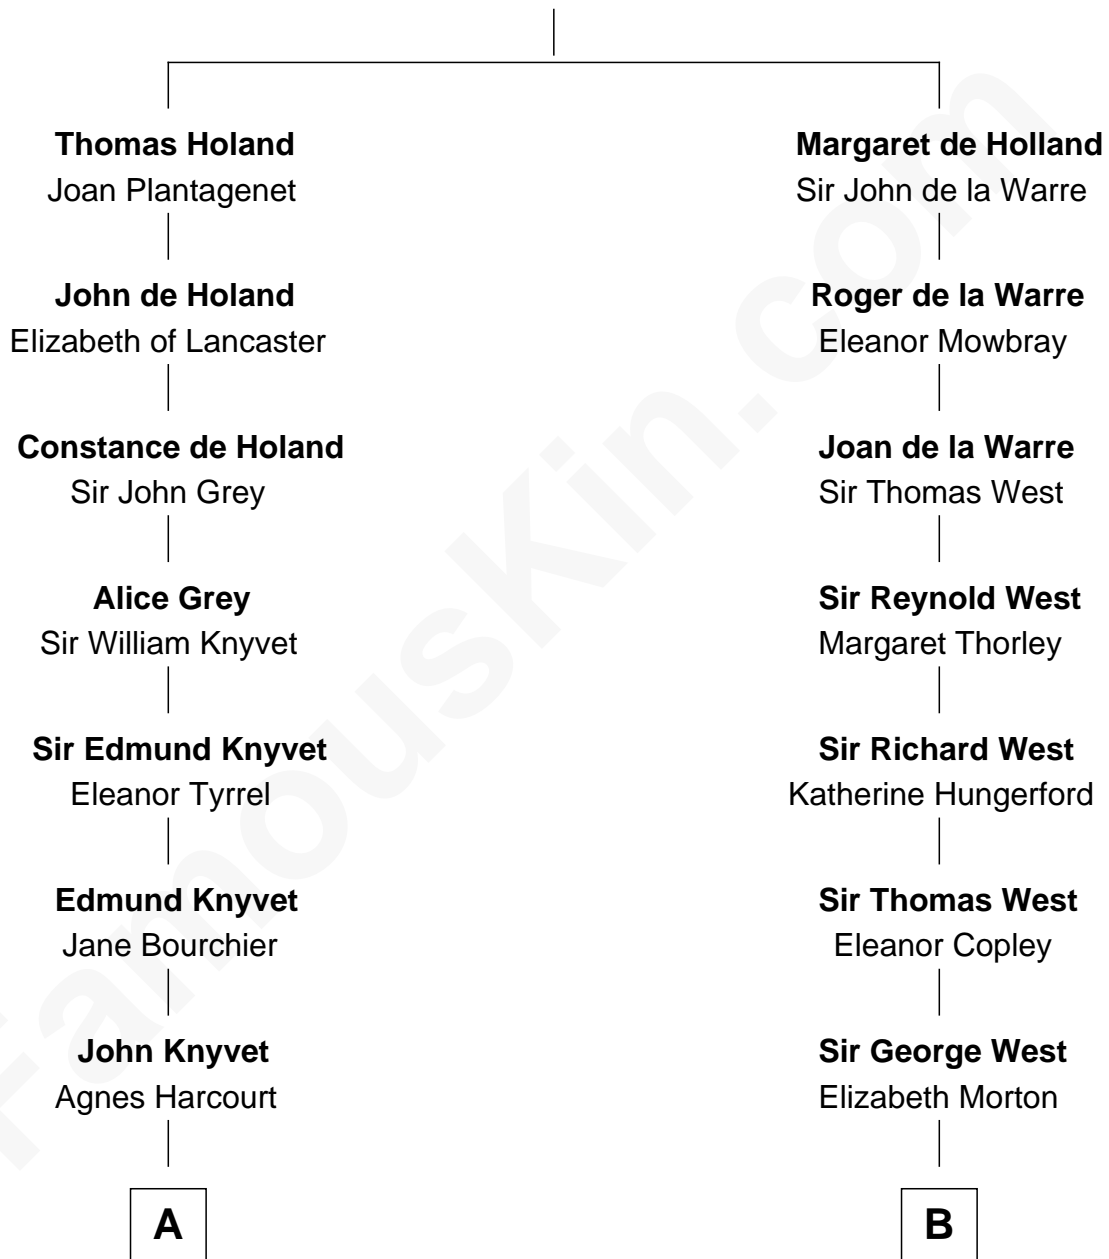 Thomas Holand
Joan Plantagenet
John de Holand
Elizabeth of Lancaster
Constance de Holand
Sir John Grey
Alice Grey
Sir William Knyvet
Sir Edmund Knyvet
Eleanor Tyrrel
Edmund Knyvet
Jane Bourchier
John Knyvet
Agnes Harcourt
A
Margaret de Holland
Sir John de la Warre
Roger de la Warre
Eleanor Mowbray
Joan de la Warre
Sir Thomas West
Sir Reynold West
Margaret Thorley
Sir Richard West
Katherine Hungerford
Sir Thomas West
Eleanor Copley
Sir George West
Elizabeth Morton
B
FamousKin.com